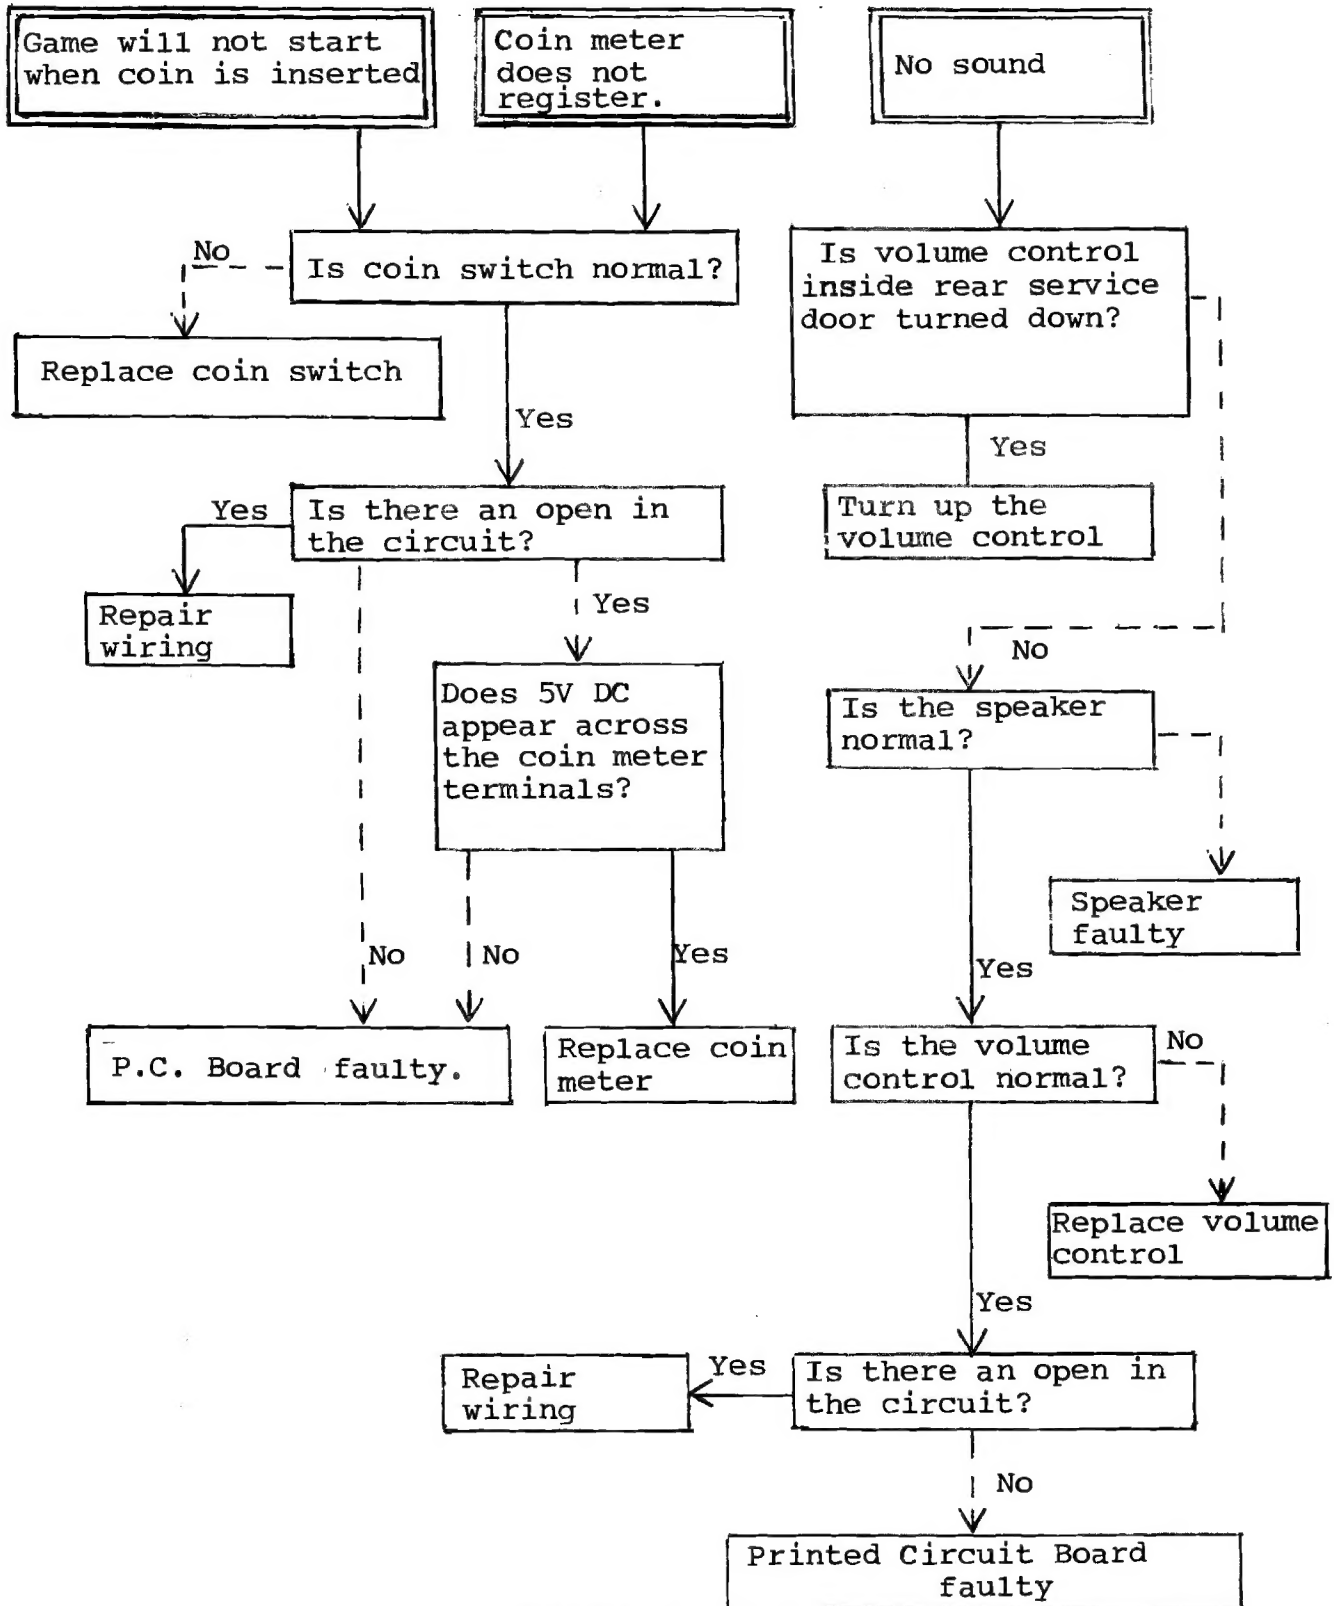 Game will not start
when coin is inserted
Coin meter
does not
register.
No sound
No
Is coin switch normal?
Is volume control
inside rear service
door turned down?
Replace coin switch
Yes
Yes
Yes
Is there an open in
the circuit?
Turn up the
volume control
Repair
wiring
Yes
No
Does 5V DC
appear across
the coin meter
terminals?
Is the speaker
normal?
Speaker
faulty
No
No
Yes
Yes
P.C. Board faulty.
Replace coin
meter
Is the volume
control normal?
No
Replace volume
control
Yes
Repair
wiring
Yes
Is there an open in
the circuit?
No
Printed Circuit Board
faulty